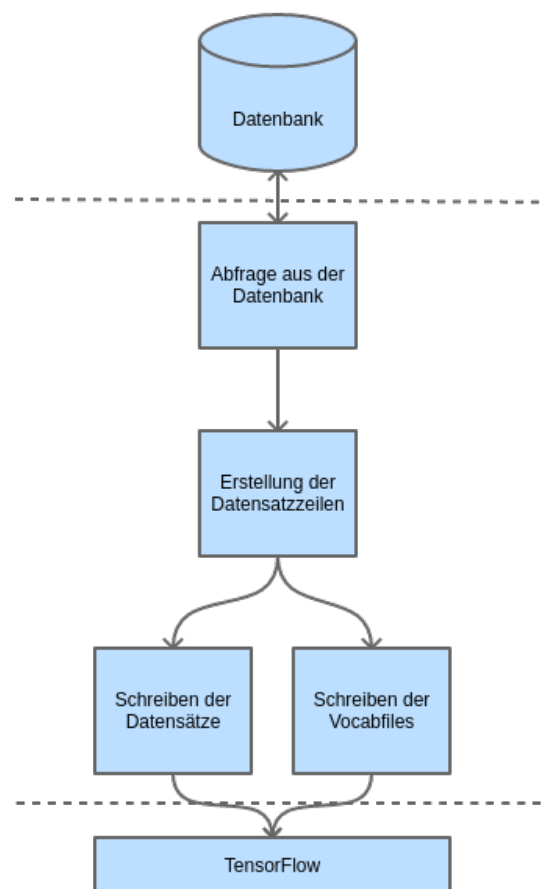 Datenbank
Abfrage aus der
Datenbank
Erstellung der
Datensatzzeilen
Schreiben der
Datensätze
Schreiben der
Vocabfiles
TensorFlow